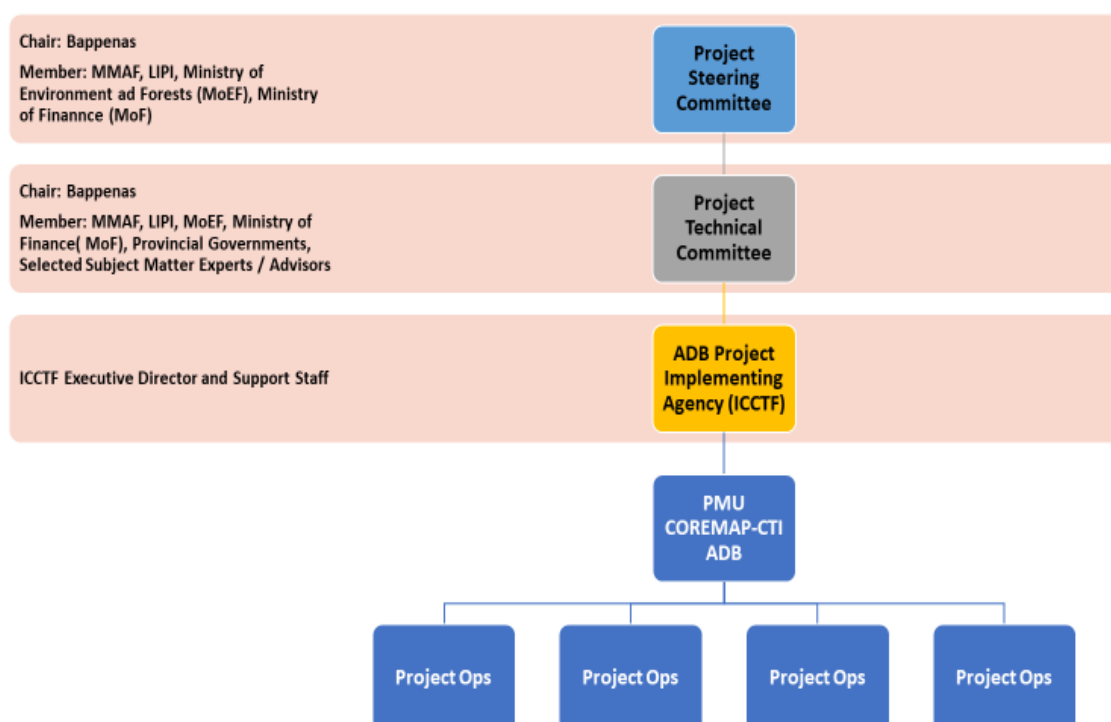 Chair: Bappenas
Member: MMAF, LIPI, Ministry of
Environment ad Forests (MoEF), Ministry
of Finannce (MoF)
Project
Steering
Committee
Chair: Bappenas
Member: MMAF, LIPI, MoEF, Ministry of
Finance( MoF), Provincial Governments,
Selected Subject Matter Experts / Advisors
Project
Technical
Committee
ICCTF Executive Director and Support Staff
ADB Project
Implementing
Agency (ICCTF)
PMU
COREMAP-CTI
ADB
Project Ops
Project Ops
Project Ops
Project Ops